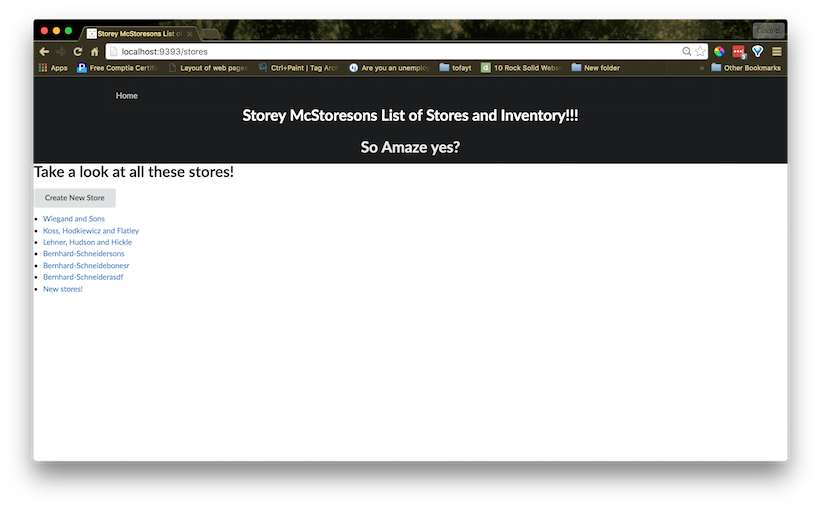 Storey McStoresons List of
localhost:9393/stores
Apps Free Comptia Certifi Layout of web pages Ctrl+Paint | Tag Arch Are you an unemploy tofayt 10 Rock Solid Webs New folder » Other Bookmarks
Home
Storey McStoresons List of Stores and Inventory!!!
So Amaze yes?
Take a look at all these stores!
Create New Store
Wiegand and Sons
Koss, Hodkiewicz and Flatley
Lehner, Hudson and Hickle
Bernhard-Schneidersons
Bernhard-Schneidebonesr
Bernhard-Schneiderasdf
New stores!